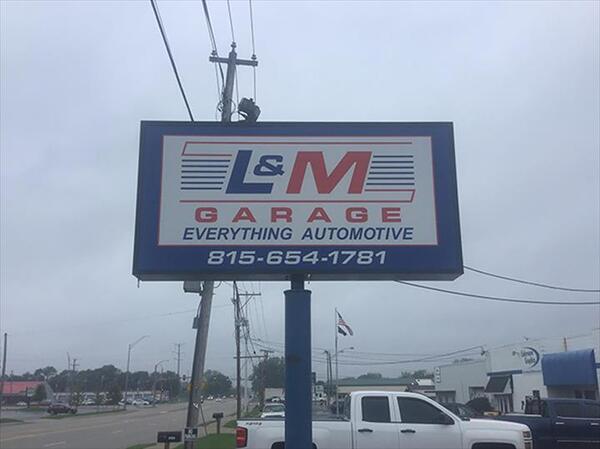 L&M
GARAGE
EVERYTHING AUTOMOTIVE
815-654-1781